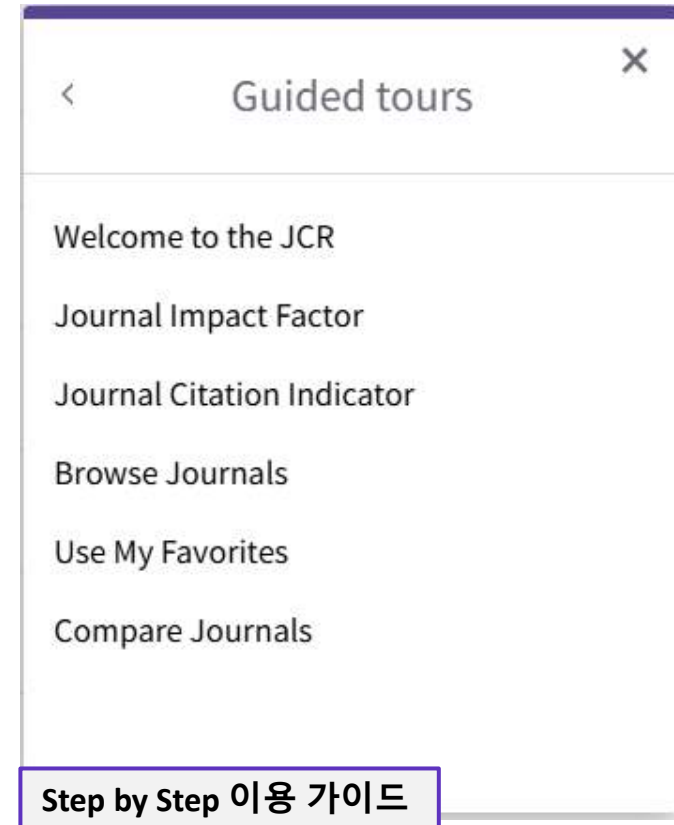 Guided tours
Welcome to the JCR
Journal Impact Factor
Journal Citation Indicator
Browse Journals
Use My Favorites
Compare Journals
Step by Step 이용 가이드